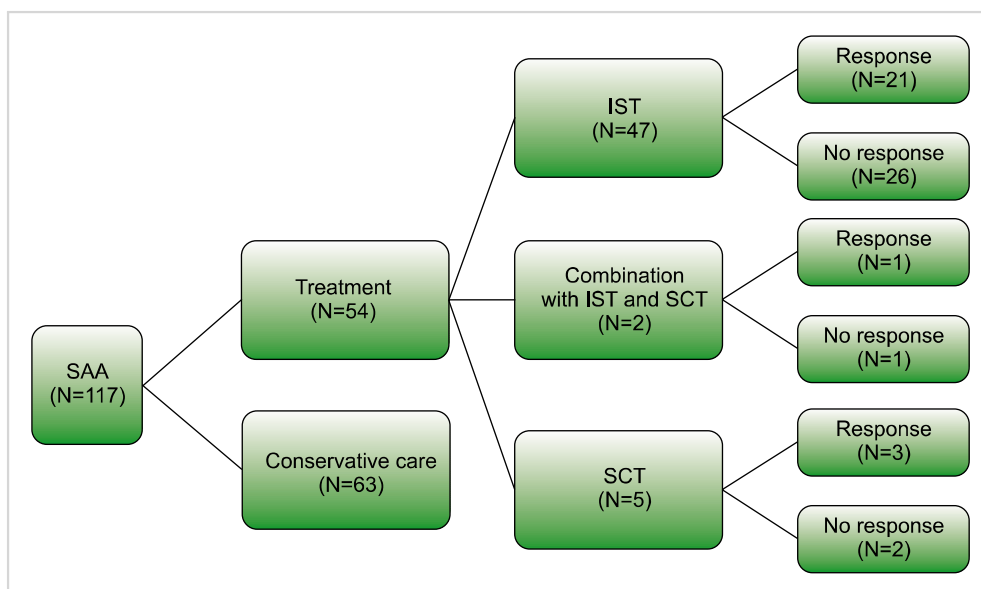 SAA
(N=117)
Treatment
(N=54)
Conservative care
(N=63)
IST
(N=47)
Combination
with IST and SCT
(N=2)
SCT
(N=5)
Response
(N=21)
No response
(N=26)
Response
(N=1)
No response
(N=1)
Response
(N=3)
No response
(N=2)